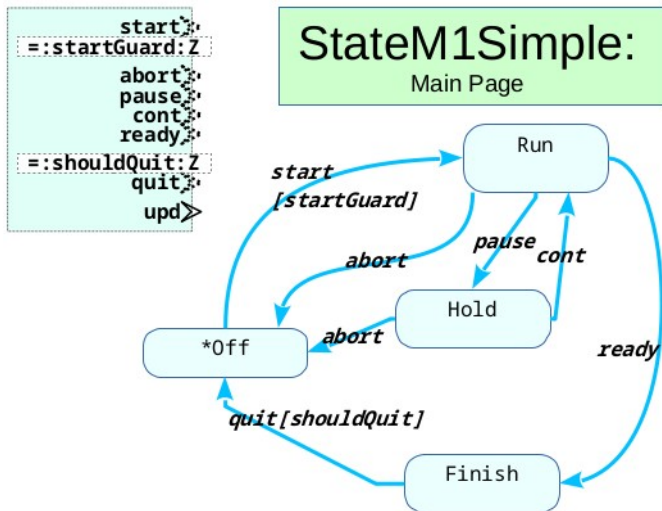 start
=:startGuard:Z
abort
pause
cont
ready
=:shouldQuit:Z
quit
upd
StateM1Simple:
Main Page
Run
start
[startGuard]
pause
cont
abort
Hold
*Off
abort
ready
quit[shouldQuit]
Finish